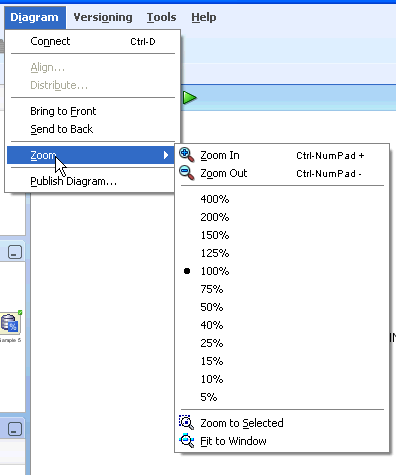 Diagram Versioning Tools Help
Connect Ctrl-D
Align...
Distribute...
Bring to Front
Send to Back
Zoom
Publish Diagram...
Zoom In Ctrl-NumPad +
Zoom Out Ctrl-NumPad -
400%
200%
150%
125%
100%
75%
50%
40%
25%
15%
10%
5%
Zoom to Selected
Fit to Window
Sample 5
IN